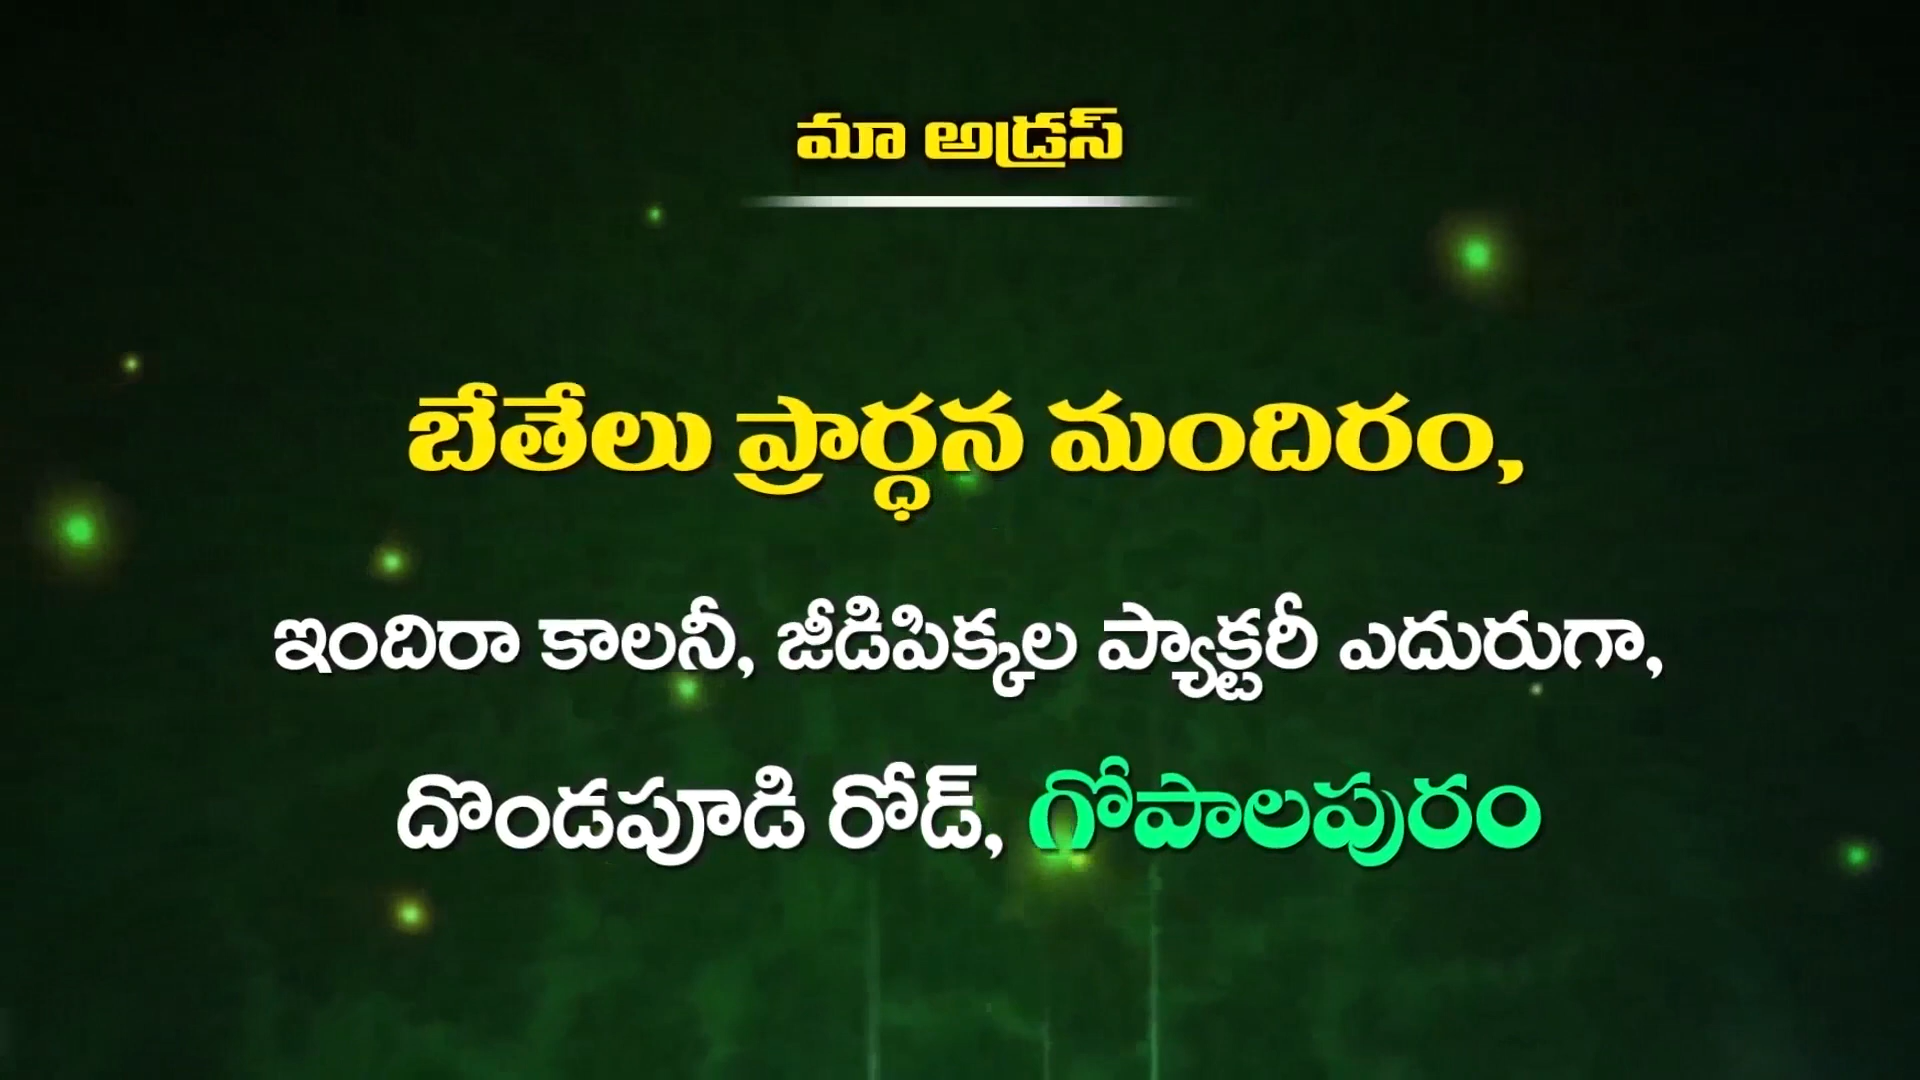 మా అడ్రస్
బేతేలు ప్రార్ధన మందిరం,
ఇందిరా కాలనీ, జీడిపిక్కల ప్యాక్టరీ ఎదురుగా,
దొండపూడి రోడ్, గోపాలపురం